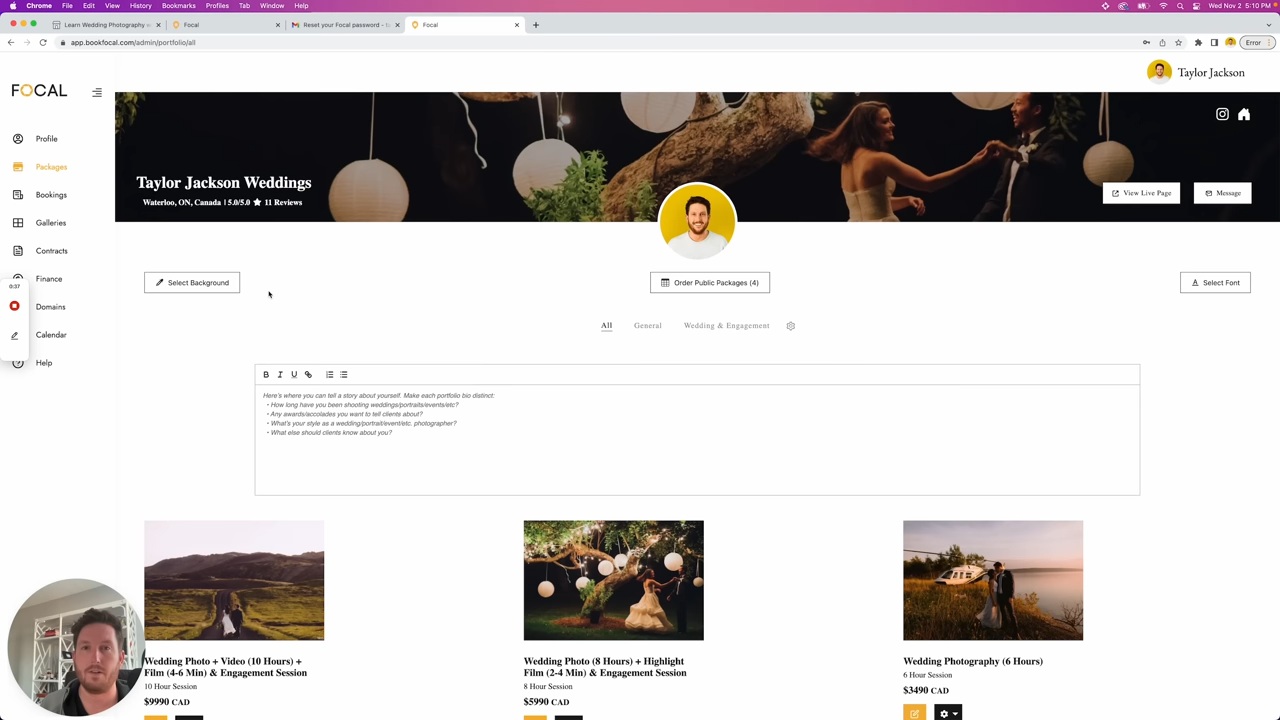 Chrome File Edit View History Bookmarks Profiles Tab Window Help
Wed Nov 2 5:10 PM
Learn Wedding Photography w
Focal
Reset your Focal password - t
Focal
app.bookfocal.com/admin/portfolio/all
Error
FOCAL
Taylor Jackson
Profile
Packages
Bookings
Galleries
Contracts
Finance
0:37
Domains
Calendar
Help
Taylor Jackson Weddings
Waterloo, ON, Canada | 5.0/5.0 ★ 11 Reviews
View Live Page
Message
Select Background
Order Public Packages (4)
Select Font
All General Wedding & Engagement
B I U
Here's where you can tell a story about yourself. Make each portfolio bio distinct:
• How long have you been shooting weddings/portraits/events/etc?
• Any awards/accolades you want to tell clients about?
• What's your style as a wedding/portrait/event/etc. photographer?
• What else should clients know about you?
Wedding Photo + Video (10 Hours) +
Film (4-6 Min) & Engagement Session
10 Hour Session
$9990 CAD
Wedding Photo (8 Hours) + Highlight
Film (2-4 Min) & Engagement Session
8 Hour Session
$5990 CAD
Wedding Photography (6 Hours)
6 Hour Session
$3490 CAD